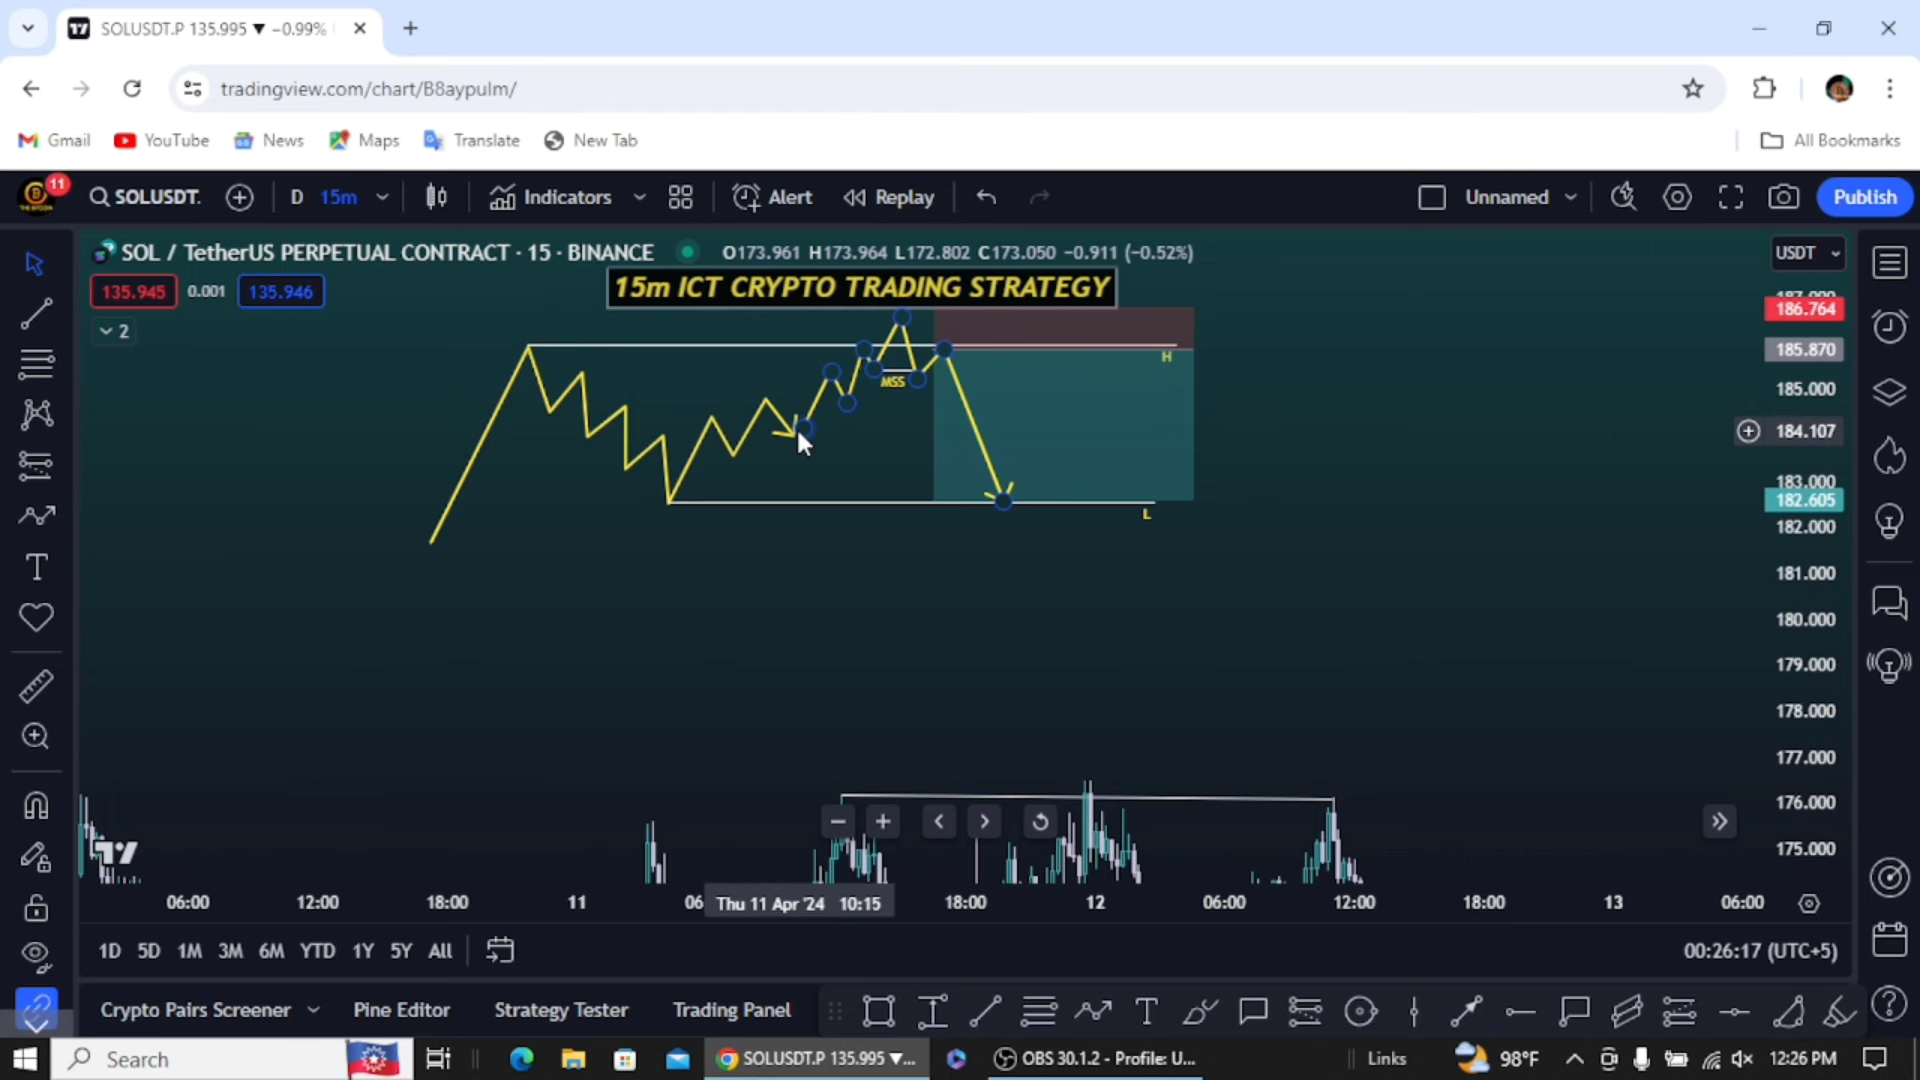 SOLUSDT.P 135.995 ▼ −0.99%
tradingview.com/chart/B8aypulm/
Gmail YouTube News Maps Translate New Tab All Bookmarks
11 SOLUSDT. D 15m Indicators Alert Replay Unnamed Publish
SOL / TetherUS PERPETUAL CONTRACT · 15 · BINANCE O173.961 H173.964 L172.802 C173.050 −0.911 (−0.52%) USDT
135.945 0.001 135.946
15m ICT CRYPTO TRADING STRATEGY
2
187.000
186.764
185.870
H
MSS
185.000
184.107
183.000
182.605
L
182.000
181.000
180.000
179.000
178.000
177.000
176.000
175.000
06:00 12:00 18:00 11 06 Thu 11 Apr '24 10:15 18:00 12 06:00 12:00 18:00 13 06:00
1D 5D 1M 3M 6M YTD 1Y 5Y All 00:26:17 (UTC+5)
Crypto Pairs Screener Pine Editor Strategy Tester Trading Panel
Search SOLUSDT.P 135.995 ▼... OBS 30.1.2 - Profile: U... Links 98°F 12:26 PM